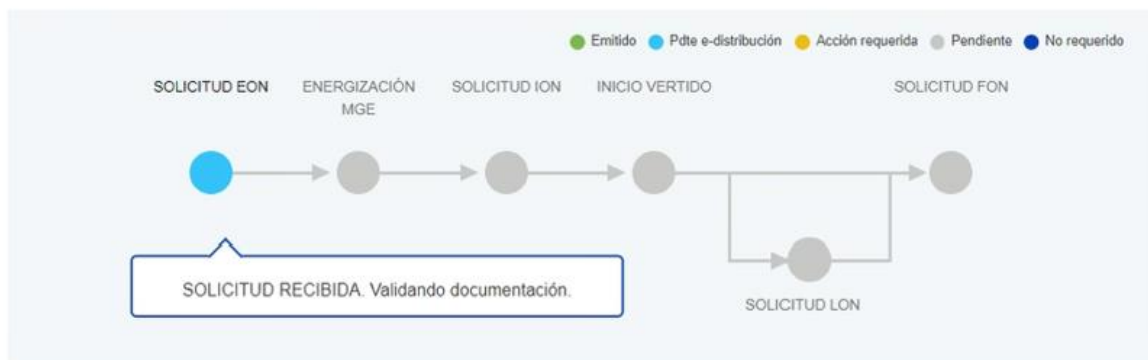 Emitido Pdte e-distribución Acción requerida Pendiente No requerido
SOLICITUD EON ENERGIZACIÓN SOLICITUD ION INICIO VERTIDO SOLICITUD FON
MGE
SOLICITUD RECIBIDA. Validando documentación.
SOLICITUD LON